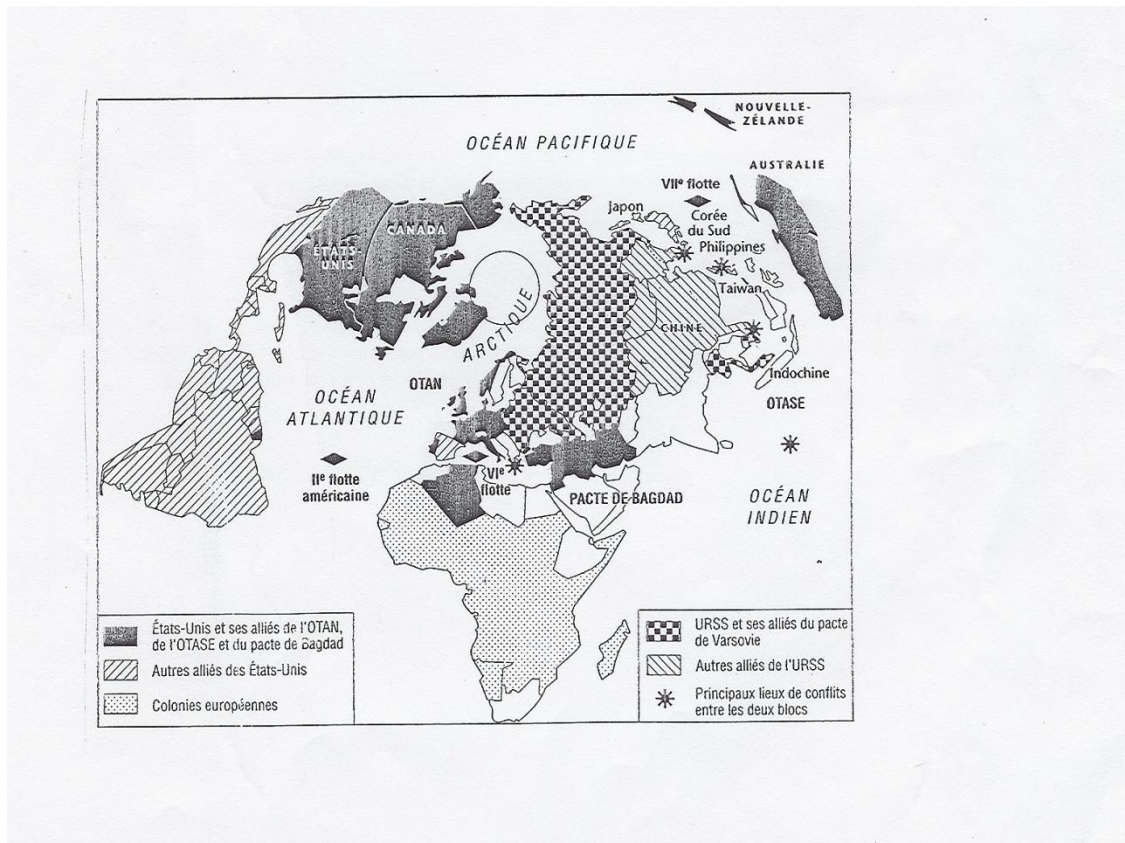 NOUVELLE-
ZÉLANDE
OCÉAN PACIFIQUE
AUSTRALIE
VIIe flotte
Japon
Corée
du Sud
Philippines
CANADA
ÉTATS-
UNIS
Taiwan
CHINE
ARCTIQUE
Indochine
OTAN
OTASE
OCÉAN
ATLANTIQUE
IIe flotte
américaine
VIe
flotte
PACTE DE BAGDAD
OCÉAN
INDIEN
États-Unis et ses alliés de l'OTAN,
de l'OTASE et du pacte de Bagdad
Autres alliés des États-Unis
Colonies européennes
URSS et ses alliés du pacte
de Varsovie
Autres alliés de l'URSS
Principaux lieux de conflits
entre les deux blocs